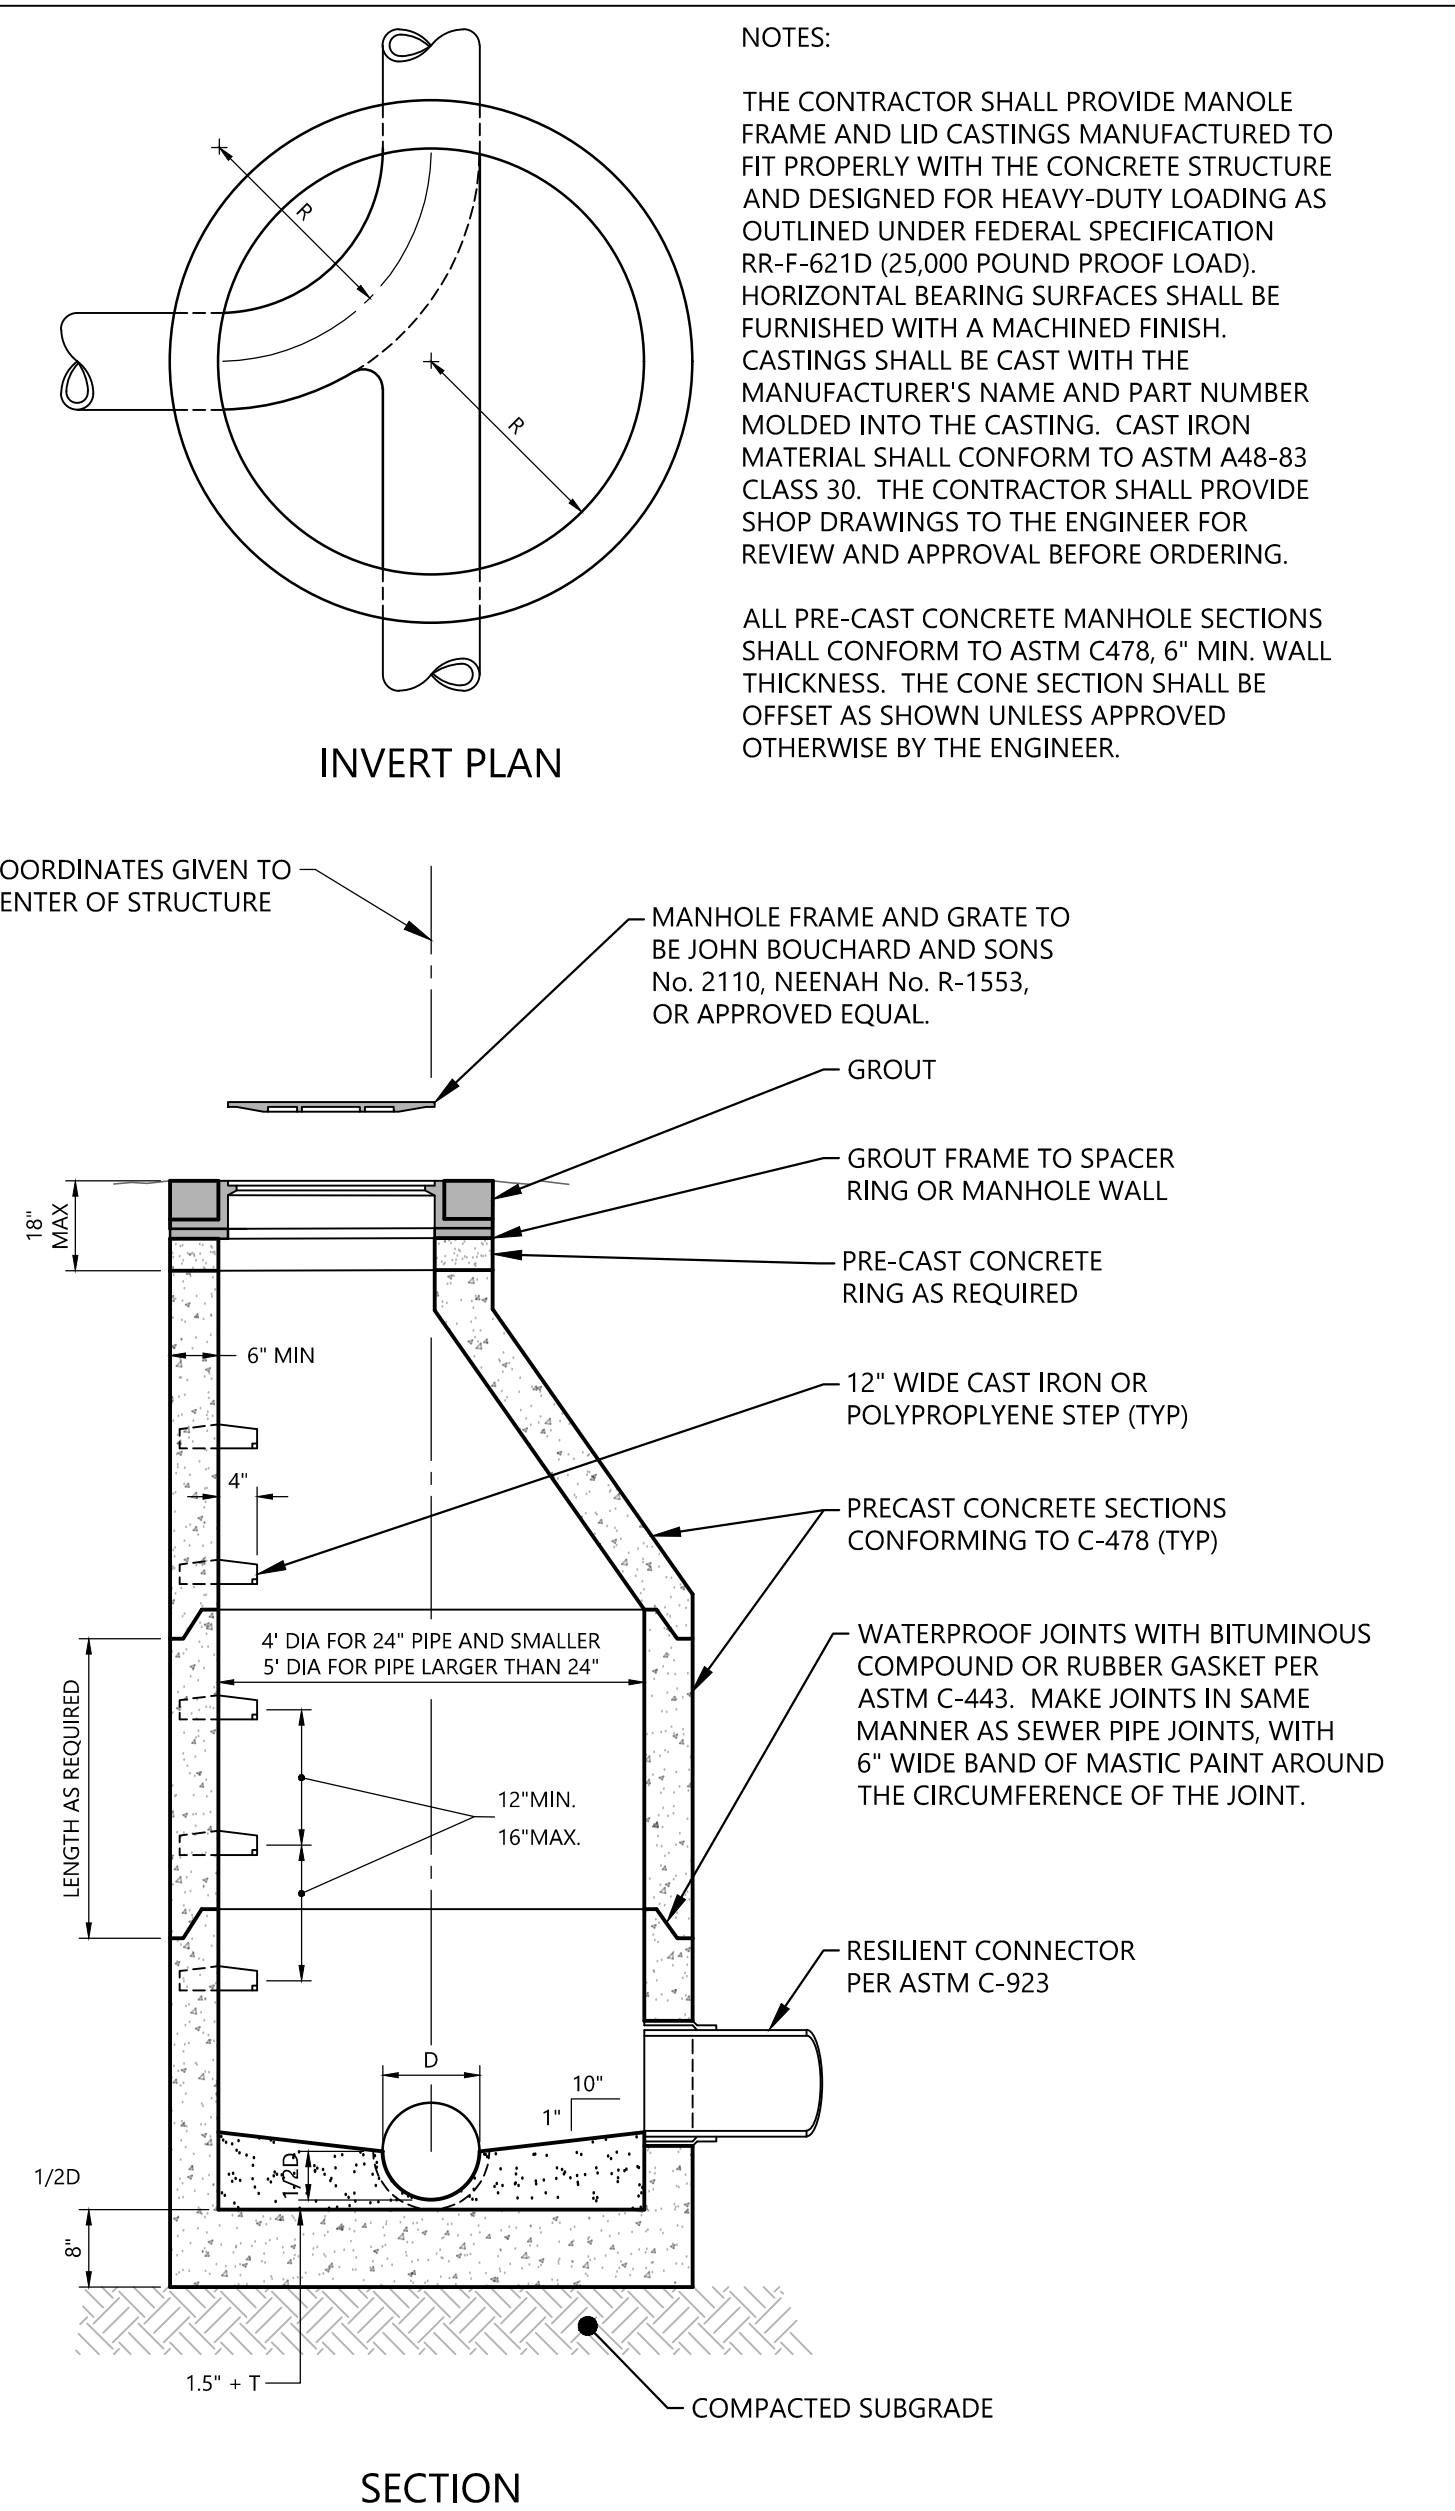 NOTES:
THE CONTRACTOR SHALL PROVIDE MANOLE
FRAME AND LID CASTINGS MANUFACTURED TO
FIT PROPERLY WITH THE CONCRETE STRUCTURE
AND DESIGNED FOR HEAVY-DUTY LOADING AS
OUTLINED UNDER FEDERAL SPECIFICATION
RR-F-621D (25,000 POUND PROOF LOAD).
HORIZONTAL BEARING SURFACES SHALL BE
FURNISHED WITH A MACHINED FINISH.
CASTINGS SHALL BE CAST WITH THE
MANUFACTURER'S NAME AND PART NUMBER
MOLDED INTO THE CASTING. CAST IRON
MATERIAL SHALL CONFORM TO ASTM A48-83
CLASS 30. THE CONTRACTOR SHALL PROVIDE
SHOP DRAWINGS TO THE ENGINEER FOR
REVIEW AND APPROVAL BEFORE ORDERING.
ALL PRE-CAST CONCRETE MANHOLE SECTIONS
SHALL CONFORM TO ASTM C478, 6" MIN. WALL
THICKNESS. THE CONE SECTION SHALL BE
OFFSET AS SHOWN UNLESS APPROVED
OTHERWISE BY THE ENGINEER.
R
R
INVERT PLAN
OORDINATES GIVEN TO
ENTER OF STRUCTURE
MANHOLE FRAME AND GRATE TO
BE JOHN BOUCHARD AND SONS
No. 2110, NEENAH No. R-1553,
OR APPROVED EQUAL.
GROUT
GROUT FRAME TO SPACER
RING OR MANHOLE WALL
18"
MAX
PRE-CAST CONCRETE
RING AS REQUIRED
6" MIN
12" WIDE CAST IRON OR
POLYPROPLYENE STEP (TYP)
4"
PRECAST CONCRETE SECTIONS
CONFORMING TO C-478 (TYP)
4' DIA FOR 24" PIPE AND SMALLER
5' DIA FOR PIPE LARGER THAN 24"
WATERPROOF JOINTS WITH BITUMINOUS
COMPOUND OR RUBBER GASKET PER
ASTM C-443. MAKE JOINTS IN SAME
MANNER AS SEWER PIPE JOINTS, WITH
6" WIDE BAND OF MASTIC PAINT AROUND
THE CIRCUMFERENCE OF THE JOINT.
LENGTH AS REQUIRED
12"MIN.
16"MAX.
RESILIENT CONNECTOR
PER ASTM C-923
D
10"
1"
1/2D
1/2D
8"
1.5" + T
COMPACTED SUBGRADE
SECTION